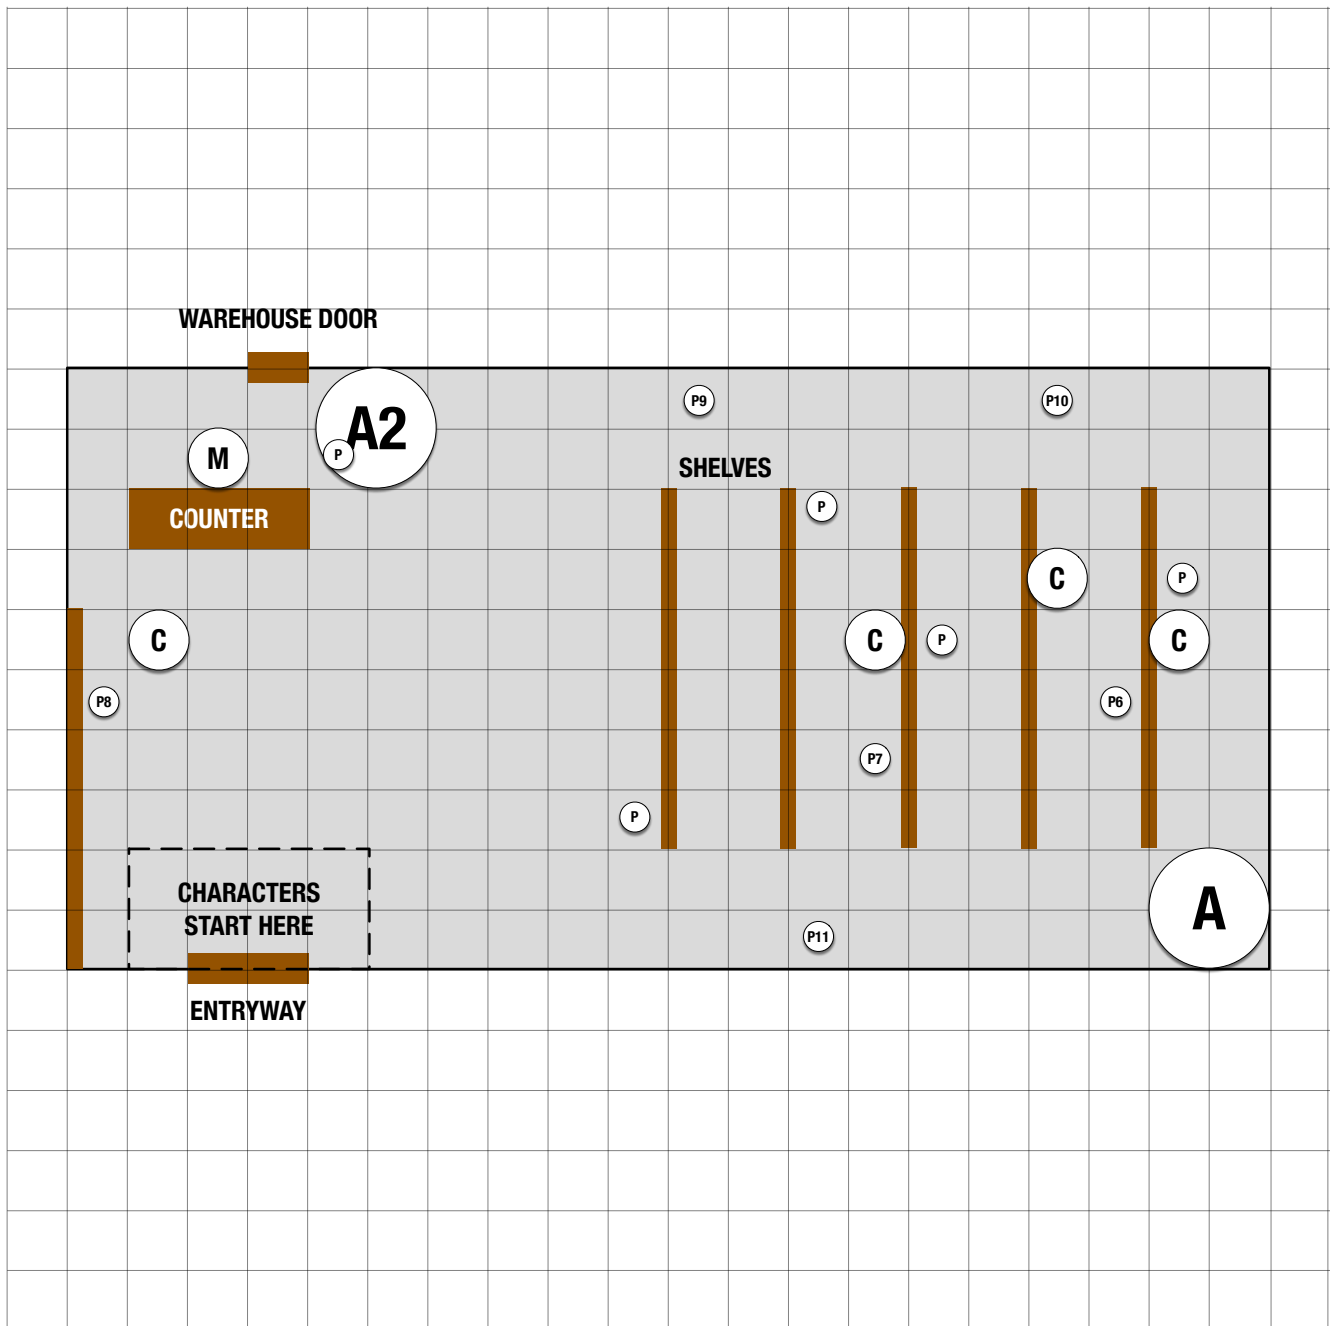 WAREHOUSE DOOR
A2
P9
P10
M
P
SHELVES
COUNTER
P
C
P
C
C
P
C
P8
P6
P7
P
CHARACTERS
START HERE
A
P11
ENTRYWAY